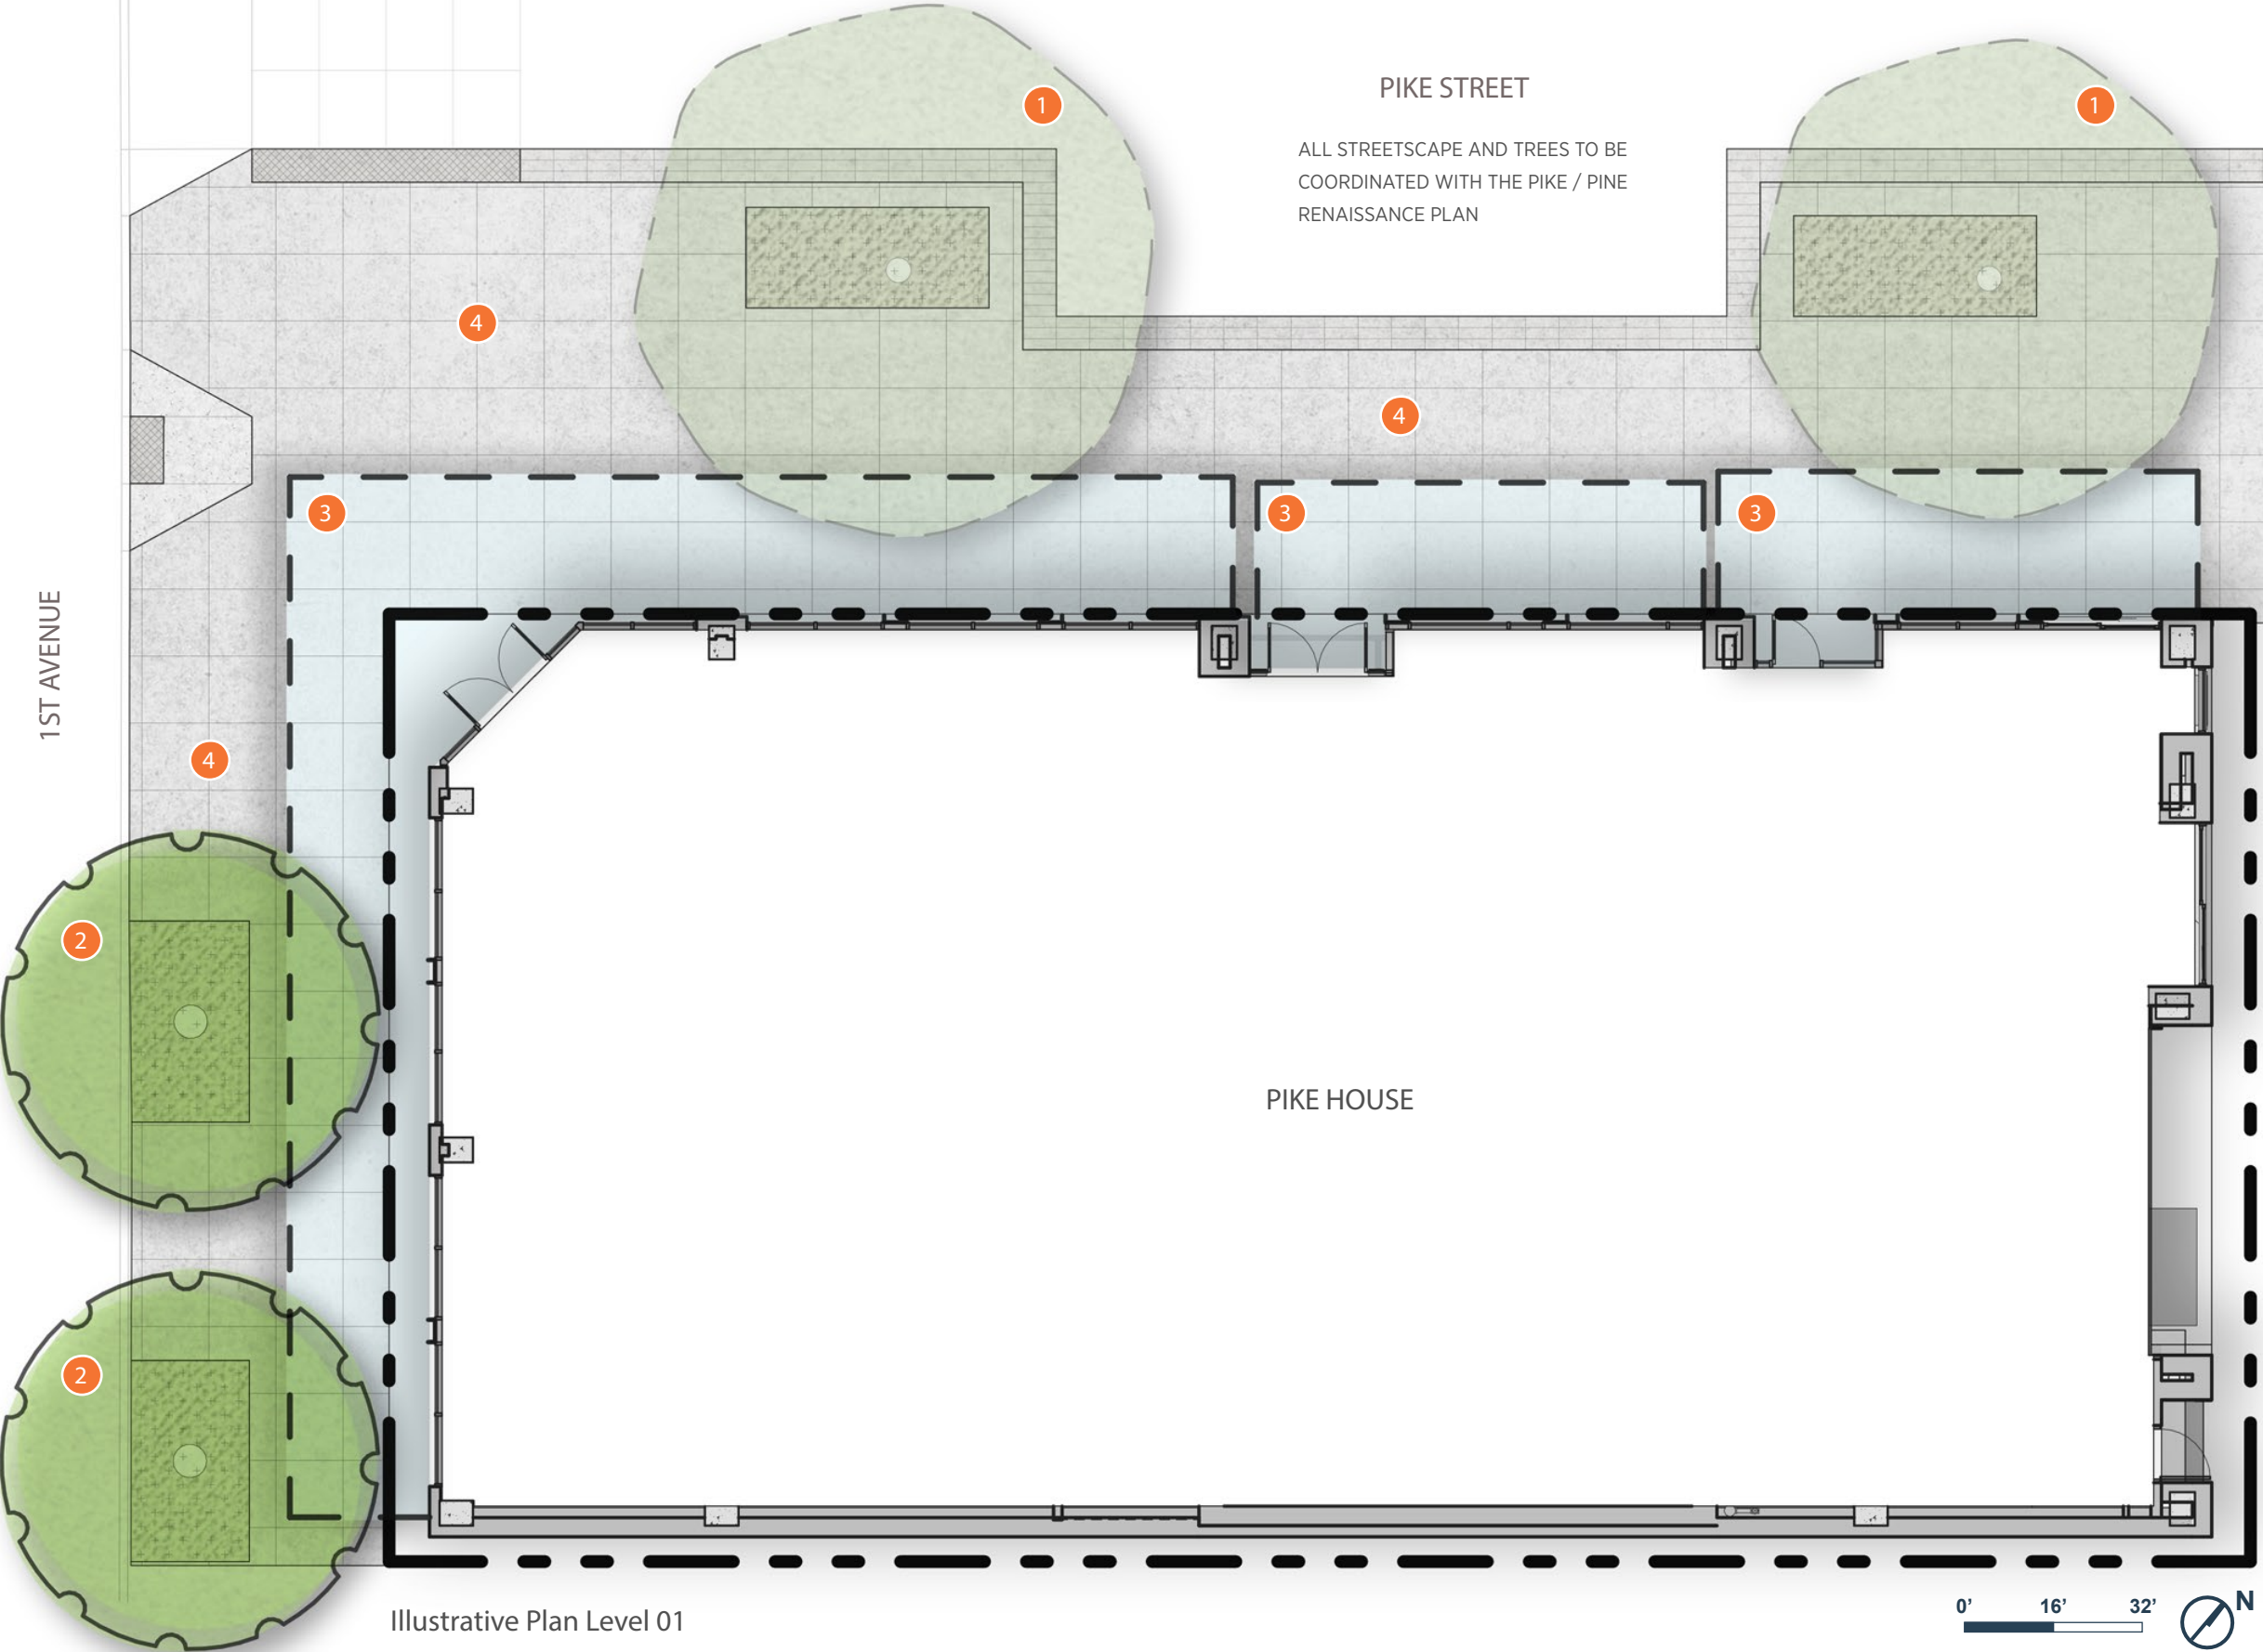 1
1
PIKE STREET
ALL STREETSCAPE AND TREES TO BE
COORDINATED WITH THE PIKE / PINE
RENAISSANCE PLAN
4
4
3
3
3
1ST AVENUE
4
2
PIKE HOUSE
2
Illustrative Plan Level 01
0' 16' 32'
N